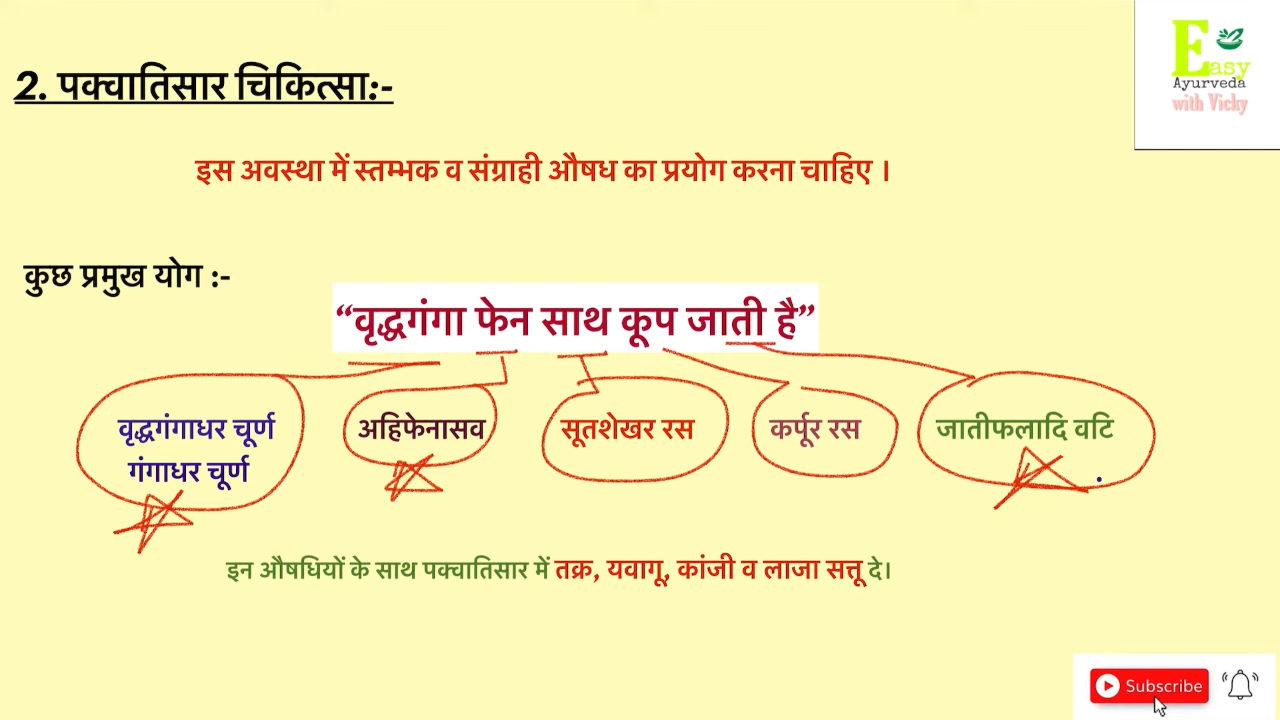 Easy
Ayurveda
with Vicky
2. पक्वातिसार चिकित्सा:-
इस अवस्था में स्तम्भक व संग्राही औषध का प्रयोग करना चाहिए ।
कुछ प्रमुख योग :-
“वृद्धगंगा फेन साथ कूप जाती है”
वृद्धगंगाधर चूर्ण
गंगाधर चूर्ण
अहिफेनासव
सूतशेखर रस
कर्पूर रस
जातीफलादि वटि
.
इन औषधियों के साथ पक्वातिसार में तक्र, यवागू, कांजी व लाजा सत्तू दे।
Subscribe